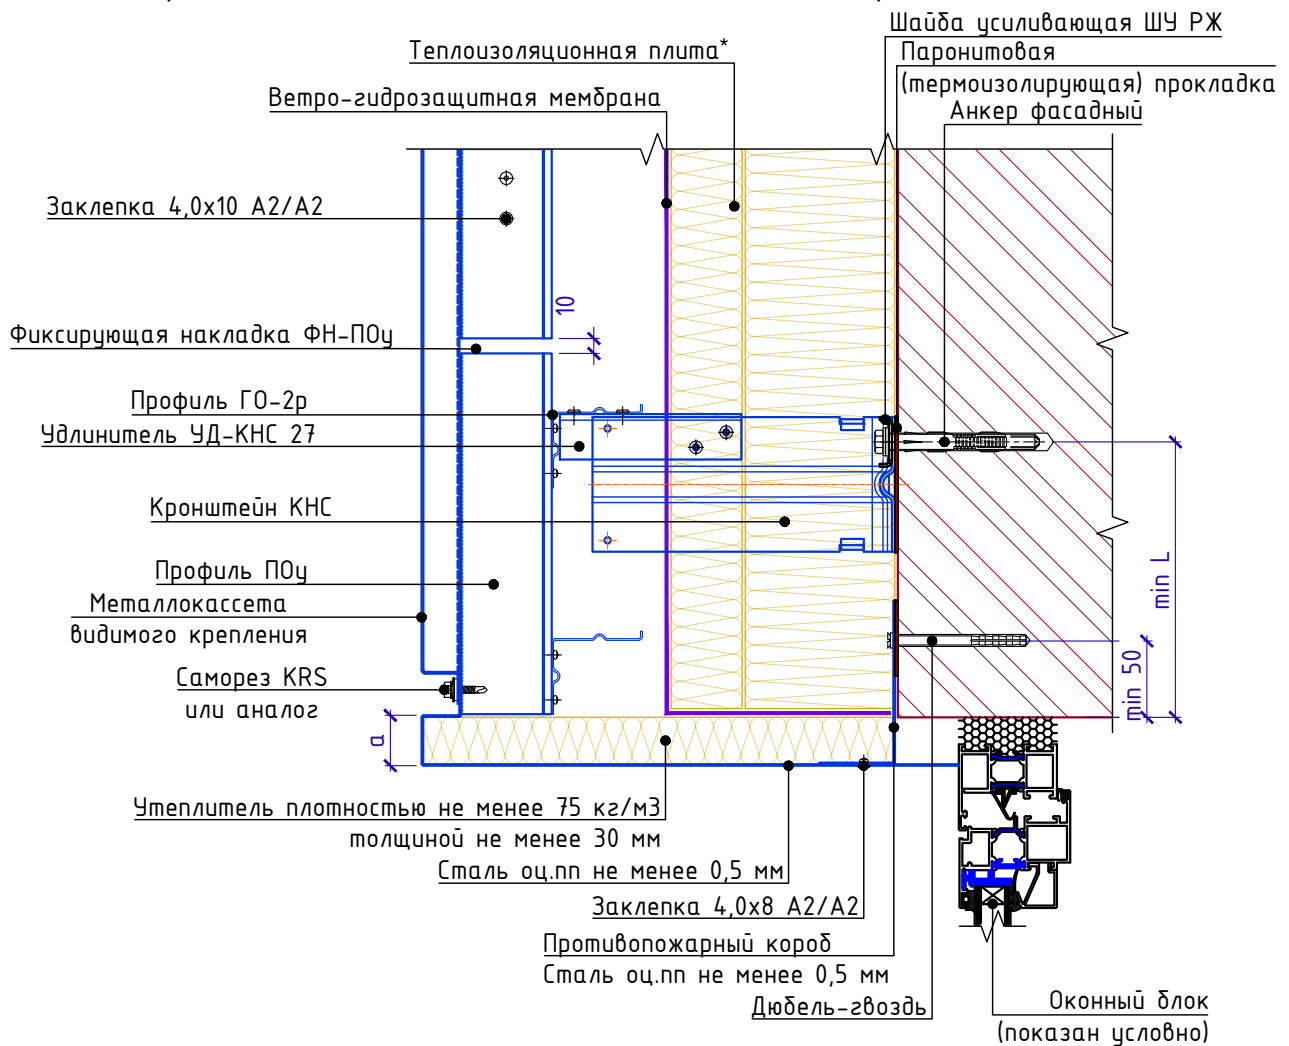 Шайба усиливающая ШУ РЖ
Теплоизоляционная плита*
Паронитовая
(термоизолирующая) прокладка
Ветро-гидрозащитная мембрана
Анкер фасадный
Заклепка 4,0х10 А2/А2
10
Фиксирующая накладка ФН-ПОу
Профиль ГО-2р
Удлинитель УД-КНС 27
Кронштейн КНС
Профиль ПОу
Металлокассета
видимого крепления
Саморез KRS
или аналог
min L
min 50
a
Утеплитель плотностью не менее 75 кг/м3
толщиной не менее 30 мм
Сталь оц.пп не менее 0,5 мм
Заклепка 4,0х8 А2/А2
Противопожарный короб
Сталь оц.пп не менее 0,5 мм
Дюбель-гвоздь
Оконный блок
(показан условно)